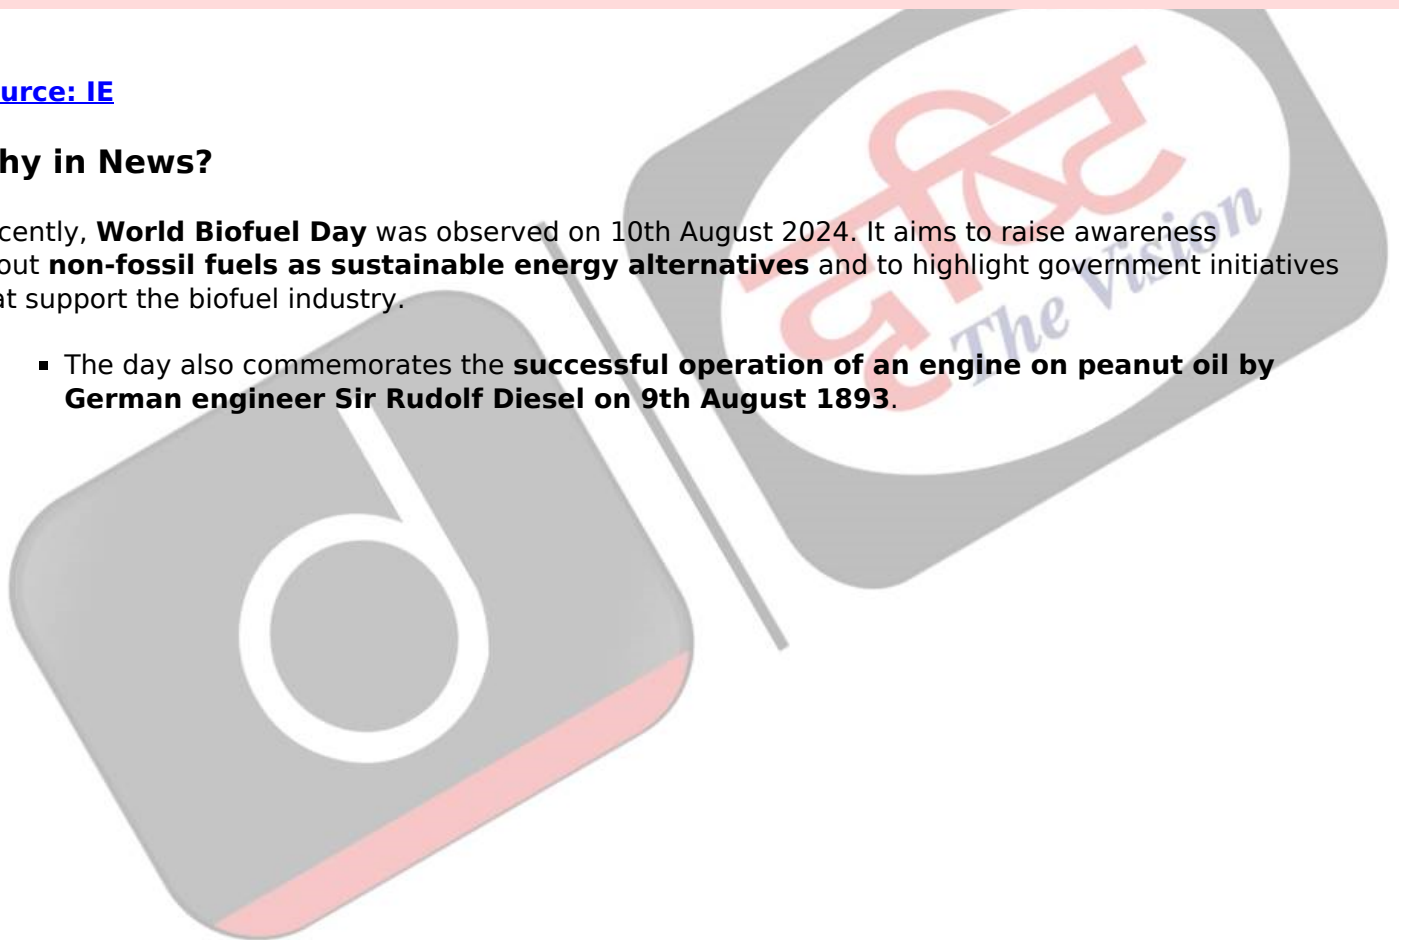 urce: IE
hy in News?
cently, World Biofuel Day was observed on 10th August 2024. It aims to raise awareness
out non-fossil fuels as sustainable energy alternatives and to highlight government initiatives
at support the biofuel industry.
▪ The day also commemorates the successful operation of an engine on peanut oil by
German engineer Sir Rudolf Diesel on 9th August 1893.
दृष्टि
The Vision